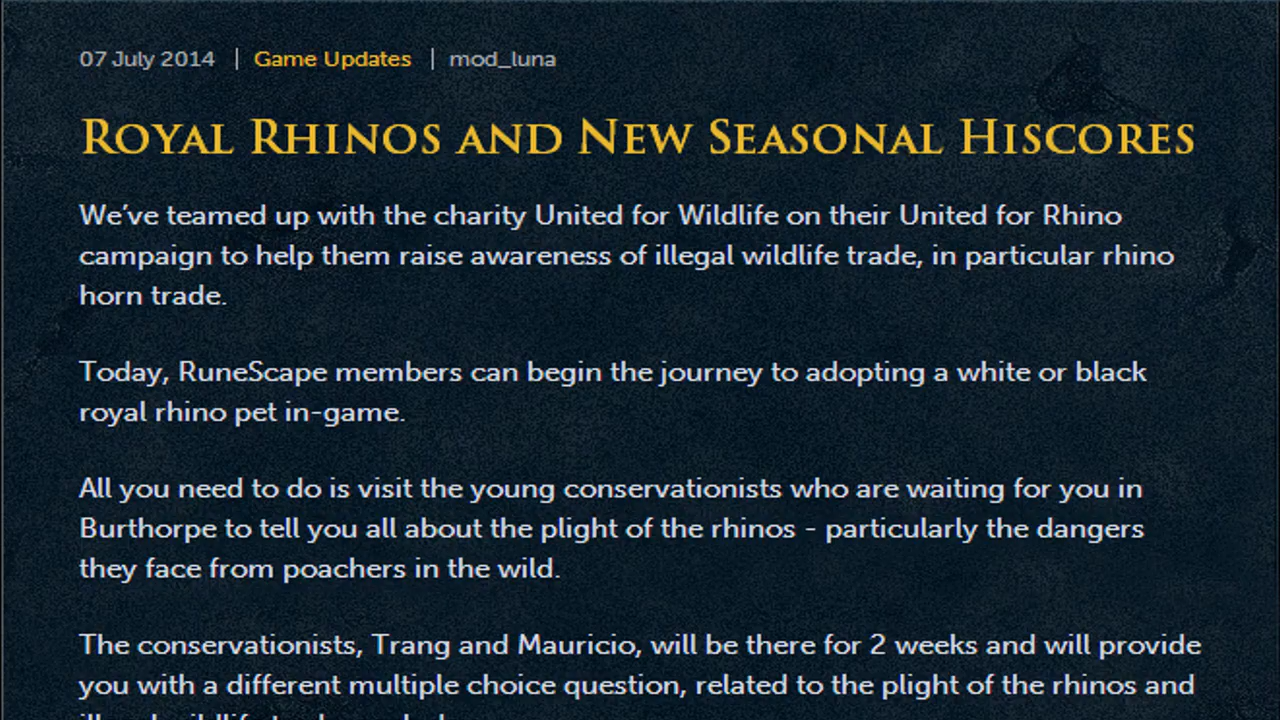 07 July 2014 | Game Updates | mod_luna
Royal Rhinos and New Seasonal Hiscores
We've teamed up with the charity United for Wildlife on their United for Rhino
campaign to help them raise awareness of illegal wildlife trade, in particular rhino
horn trade.
Today, RuneScape members can begin the journey to adopting a white or black
royal rhino pet in-game.
All you need to do is visit the young conservationists who are waiting for you in
Burthorpe to tell you all about the plight of the rhinos - particularly the dangers
they face from poachers in the wild.
The conservationists, Trang and Mauricio, will be there for 2 weeks and will provide
you with a different multiple choice question, related to the plight of the rhinos and